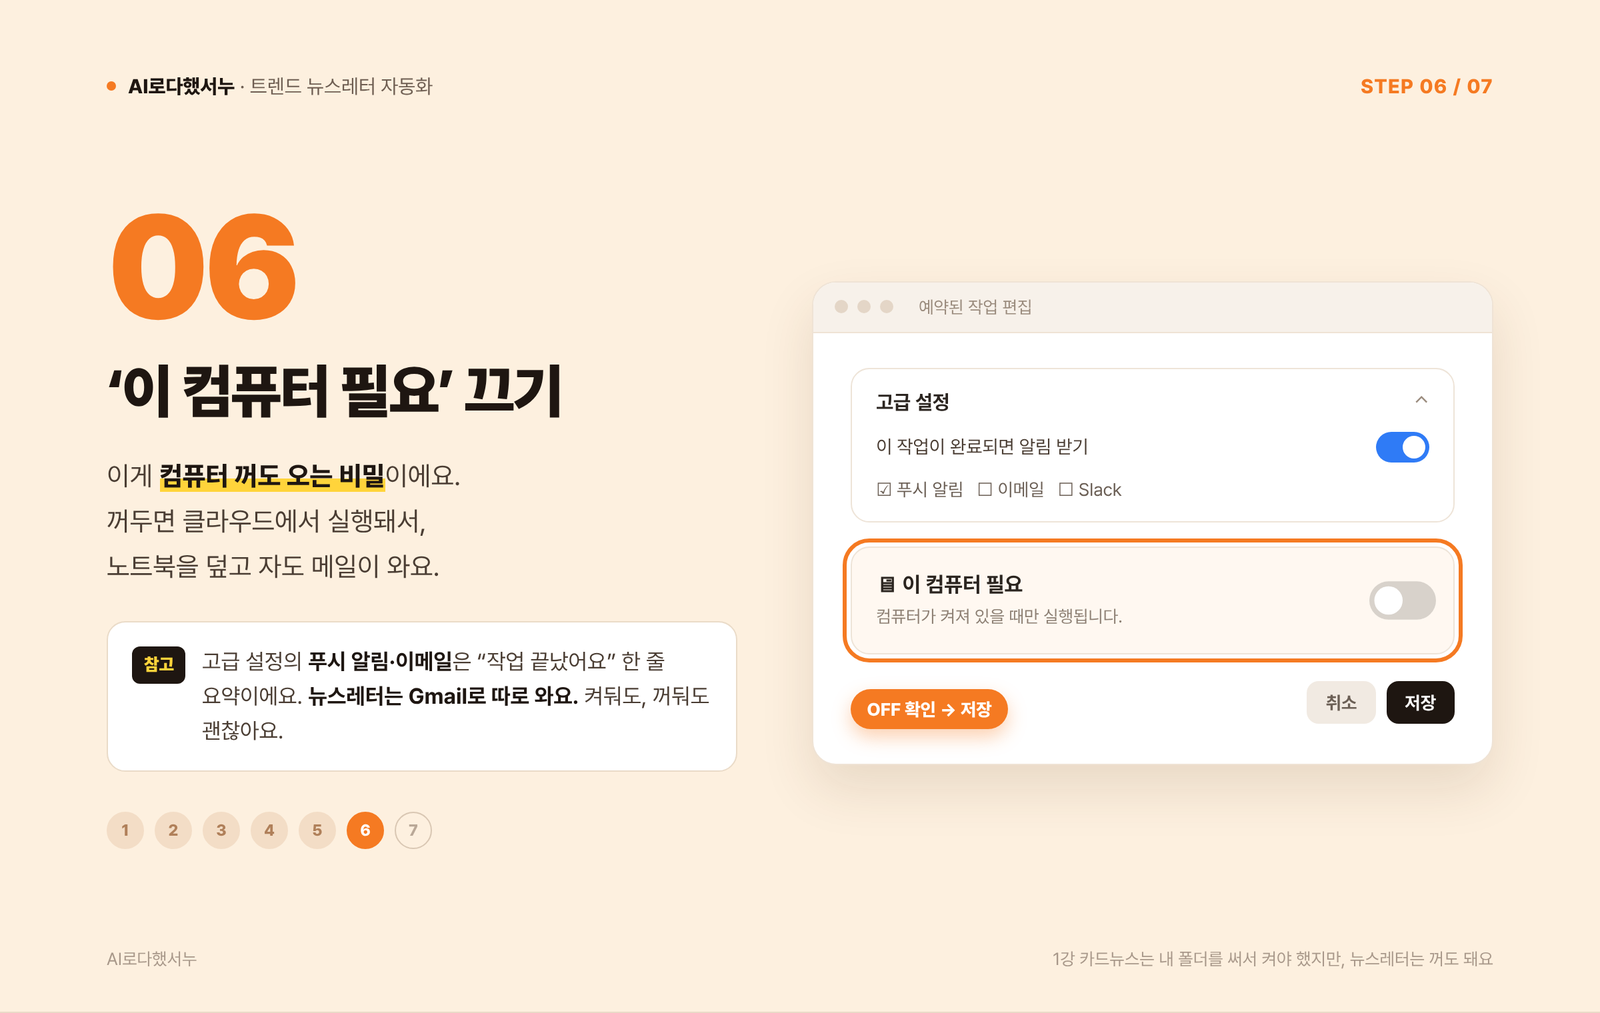 AI로다했서누 · 트렌드 뉴스레터 자동화
STEP 06 / 07
06
‘이 컴퓨터 필요’ 끄기
이게 컴퓨터 꺼도 오는 비밀이에요.
꺼두면 클라우드에서 실행돼서,
노트북을 덮고 자도 메일이 와요.
참고
고급 설정의 푸시 알림·이메일은 “작업 끝났어요” 한 줄
요약이에요. 뉴스레터는 Gmail로 따로 와요. 켜둬도, 꺼둬도
괜찮아요.
1 2 3 4 5 6 7
예약된 작업 편집
고급 설정
이 작업이 완료되면 알림 받기
☑ 푸시 알림 ☐ 이메일 ☐ Slack
🖥 이 컴퓨터 필요
컴퓨터가 켜져 있을 때만 실행됩니다.
OFF 확인 → 저장
취소
저장
AI로다했서누
1강 카드뉴스는 내 폴더를 써서 켜야 했지만, 뉴스레터는 꺼도 돼요